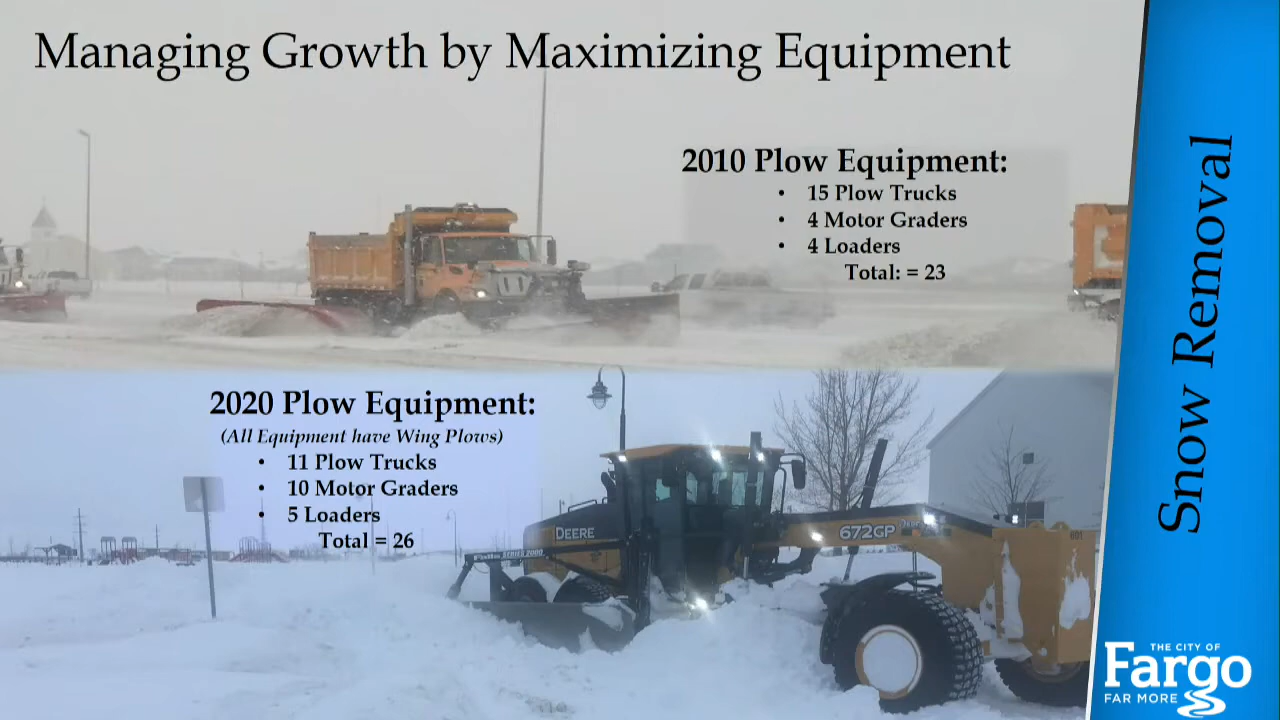 Managing Growth by Maximizing Equipment
2010 Plow Equipment:
• 15 Plow Trucks
• 4 Motor Graders
• 4 Loaders
Total: = 23
2020 Plow Equipment:
(All Equipment have Wing Plows)
• 11 Plow Trucks
• 10 Motor Graders
• 5 Loaders
Total = 26
DEERE
672GP
601
Snow Removal
THE CITY OF
Fargo
FAR MORE